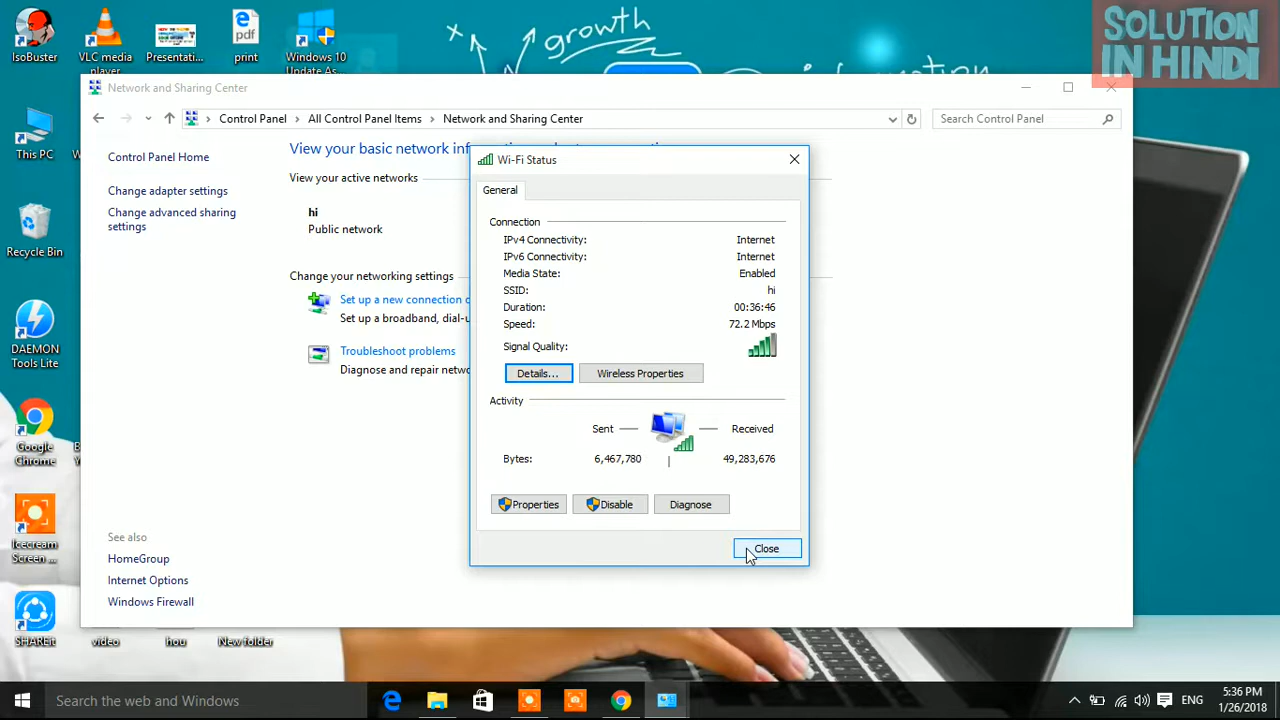 IsoBuster
VLC media
player
Presentati...
print
Windows 10
Update As...
growth
SOLUTION
IN HINDI
Network and Sharing Center
Control Panel
All Control Panel Items
Network and Sharing Center
Search Control Panel
This PC
Control Panel Home
Change adapter settings
Change advanced sharing
settings
View your basic network
View your active networks
hi
Public network
Change your networking settings
Set up a new connection
Set up a broadband, dial-u
Troubleshoot problems
Diagnose and repair netw
Wi-Fi Status
General
Connection
IPv4 Connectivity: Internet
IPv6 Connectivity: Internet
Media State: Enabled
SSID: hi
Duration: 00:36:46
Speed: 72.2 Mbps
Signal Quality:
Details... Wireless Properties
Activity
Sent Received
Bytes: 6,467,780 49,283,676
Properties Disable Diagnose
Close
Recycle Bin
DAEMON
Tools Lite
Google
Chrome
Icecream
Screen ...
SHAREit
video
hou
New folder
See also
HomeGroup
Internet Options
Windows Firewall
Search the web and Windows
ENG
5:36 PM
1/26/2018